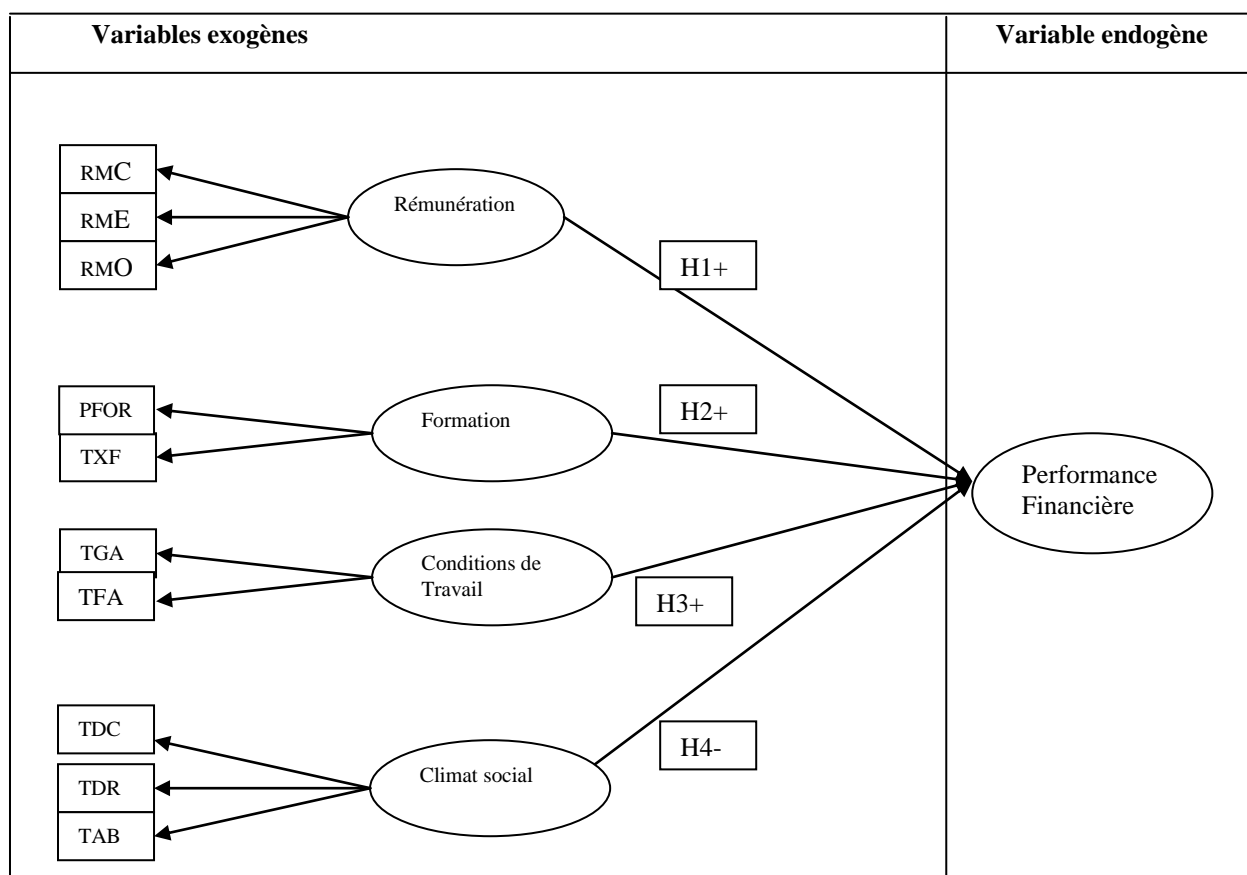 Variables exogènes
Variable endogène
RMC
RME
RMO
Rémunération
H1+
PFOR
TXF
Formation
H2+
TGA
TFA
Conditions de
Travail
H3+
Performance
Financière
TDC
TDR
TAB
Climat social
H4-